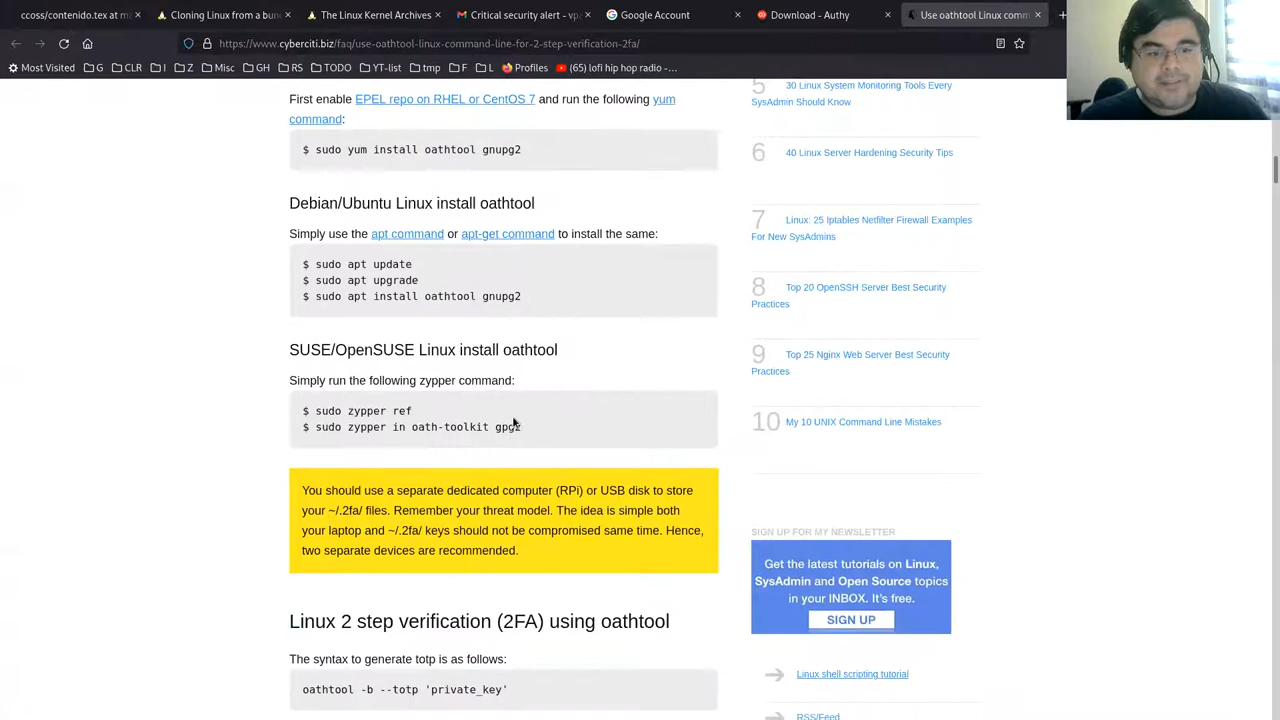 ccoss/contenido.tex at ma
Cloning Linux from a bun
The Linux Kernel Archives
Critical security alert - vpa
Google Account
Download - Authy
Use oathtool Linux comm
https://www.cyberciti.biz/faq/use-oathtool-linux-command-line-for-2-step-verification-2fa/
Most Visited G CLR I Z Misc GH RS TODO YT-list tmp F L Profiles (65) lofi hip hop radio -…
First enable EPEL repo on RHEL or CentOS 7 and run the following yum
command:
$ sudo yum install oathtool gnupg2
Debian/Ubuntu Linux install oathtool
Simply use the apt command or apt-get command to install the same:
$ sudo apt update
$ sudo apt upgrade
$ sudo apt install oathtool gnupg2
SUSE/OpenSUSE Linux install oathtool
Simply run the following zypper command:
$ sudo zypper ref
$ sudo zypper in oath-toolkit gpg2
You should use a separate dedicated computer (RPi) or USB disk to store
your ~/.2fa/ files. Remember your threat model. The idea is simple both
your laptop and ~/.2fa/ keys should not be compromised same time. Hence,
two separate devices are recommended.
Linux 2 step verification (2FA) using oathtool
The syntax to generate totp is as follows:
oathtool -b --totp 'private_key'
5 30 Linux System Monitoring Tools Every
SysAdmin Should Know
6 40 Linux Server Hardening Security Tips
7 Linux: 25 Iptables Netfilter Firewall Examples
For New SysAdmins
8 Top 20 OpenSSH Server Best Security
Practices
9 Top 25 Nginx Web Server Best Security
Practices
10 My 10 UNIX Command Line Mistakes
SIGN UP FOR MY NEWSLETTER
Get the latest tutorials on Linux,
SysAdmin and Open Source topics
in your INBOX. It's free.
SIGN UP
Linux shell scripting tutorial
RSS/Feed